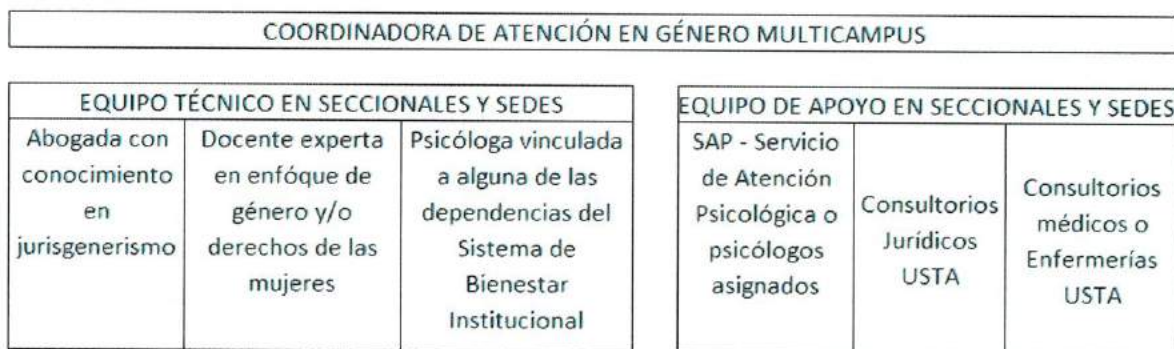 COORDINADORA DE ATENCIÓN EN GÉNERO MULTICAMPUS
EQUIPO TÉCNICO EN SECCIONALES Y SEDES
Abogada con
conocimiento
en
jurisgenerismo
Docente experta
en enfóque de
género y/o
derechos de las
mujeres
Psicóloga vinculada
a alguna de las
dependencias del
Sistema de
Bienestar
Institucional
EQUIPO DE APOYO EN SECCIONALES Y SEDES
SAP - Servicio
de Atención
Psicológica o
psicólogos
asignados
Consultorios
Jurídicos
USTA
Consultorios
médicos o
Enfermerías
USTA